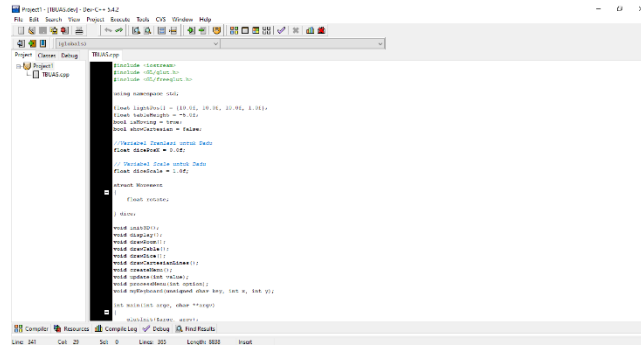 Project1 - [TBUAS.dev] - Dev-C++ 5.4.2
File Edit Search View Project Execute Tools CVS Window Help
(globals)
Project Classes Debug
TBUAS.cpp
Project1
TBUAS.cpp
#include <iostream>
#include <GL/glut.h>
#include <GL/freeglut.h>
using namespace std;
float lightPos[] = {10.0f, 10.0f, 10.0f, 1.0f};
float tableHeight = -5.0f;
bool isMoving = true;
bool showCartesian = false;
//Variabel Translasi untuk Dadu
float dicePosX = 0.0f;
// Variabel Scale untuk Dadu
float diceScale = 1.0f;
struct Movement
{
float rotate;
} dice;
void init3D();
void display();
void drawRoom();
void drawTable();
void drawDice();
void drawCartesianLines();
void createMenu();
void update(int value);
void processMenu(int option);
void myKeyboard(unsigned char key, int x, int y);
int main(int argc, char **argv)
{
glutInit(&argc, argv);
Compiler Resources Compile Log Debug Find Results
Line: 341 Col: 29 Sel: 0 Lines: 365 Insert